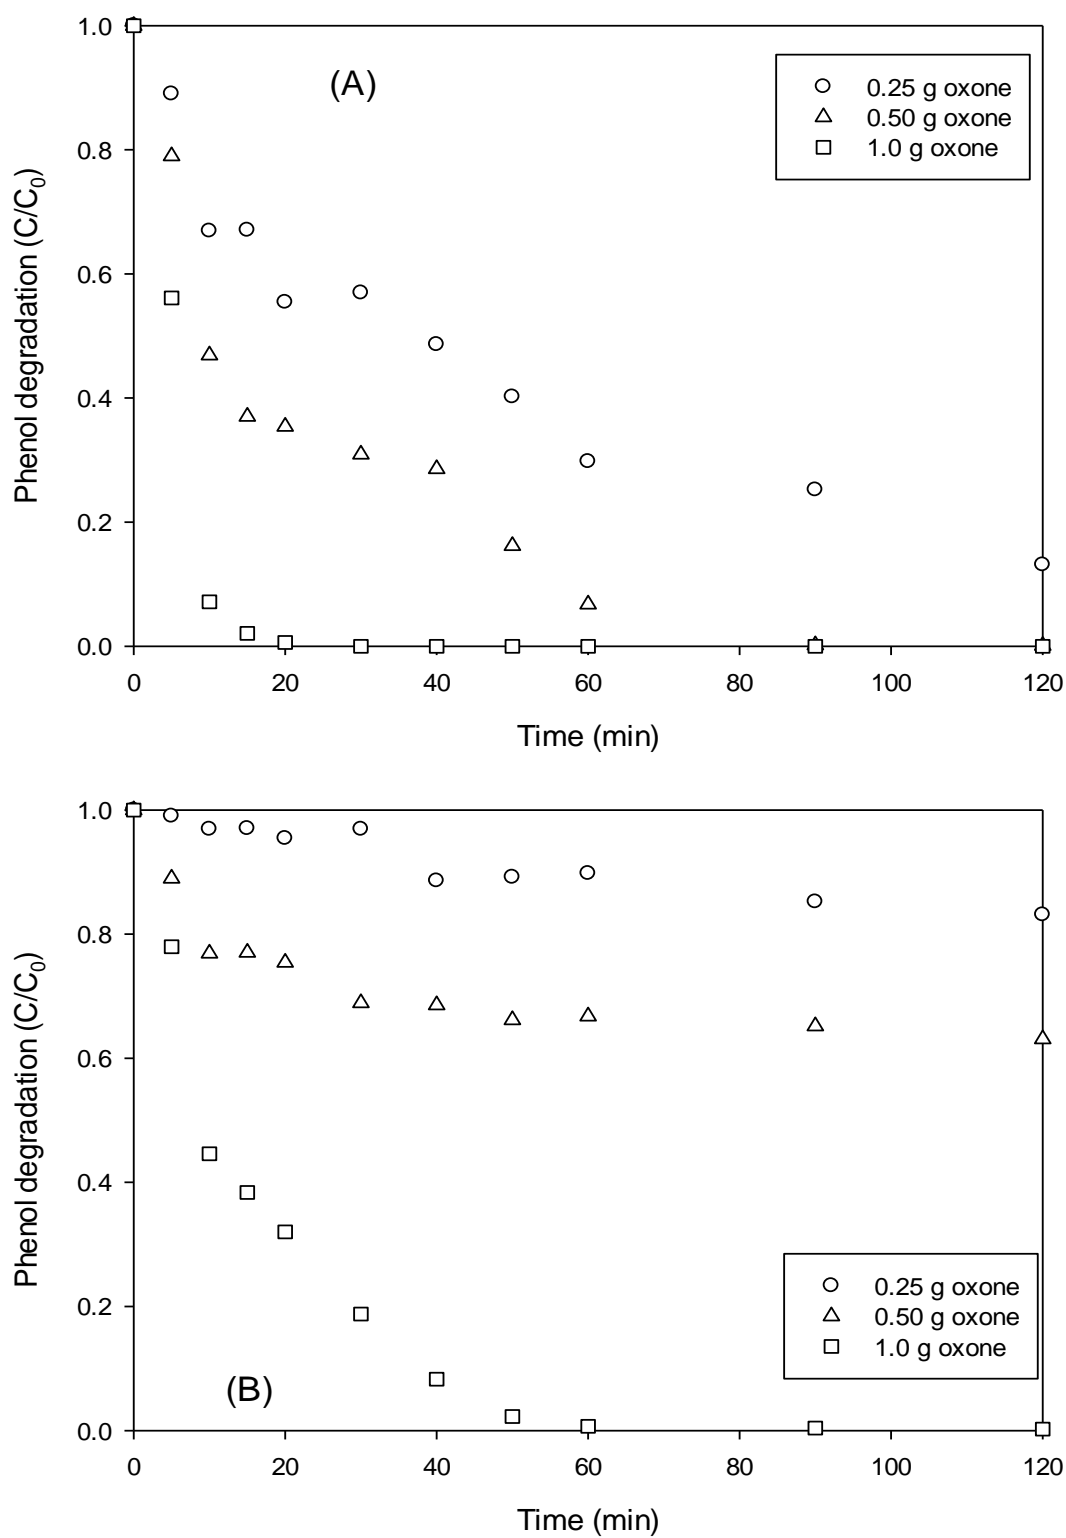 (A)
0.25 g oxone
0.50 g oxone
1.0 g oxone
Phenol degradation (C/C₀)
1.0
0.8
0.6
0.4
0.2
0.0
0 20 40 60 80 100 120
Time (min)
(B)
0.25 g oxone
0.50 g oxone
1.0 g oxone
Phenol degradation (C/C₀)
1.0
0.8
0.6
0.4
0.2
0.0
0 20 40 60 80 100 120
Time (min)